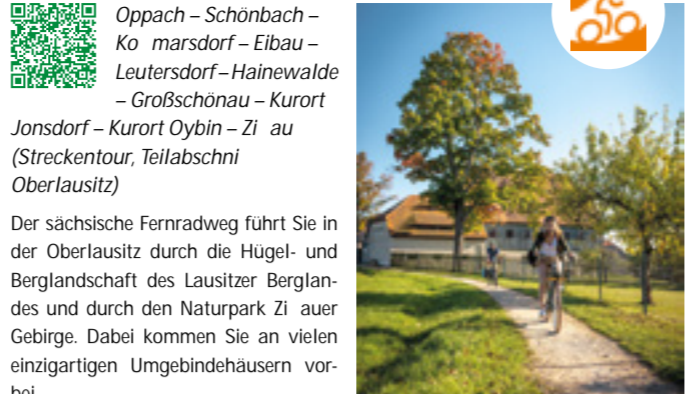 Oppach – Schönbach –
Ko marsdorf – Eibau –
Leutersdorf – Hainewalde
– Großschönau – Kurort
Jonsdorf – Kurort Oybin – Zi au
(Streckentour, Teilabschni
Oberlausitz)
Der sächsische Fernradweg führt Sie in
der Oberlausitz durch die Hügel- und
Berglandschaft des Lausitzer Berglan-
des und durch den Naturpark Zi auer
Gebirge. Dabei kommen Sie an vielen
einzigartigen Umgebindehäusern vor-
bei